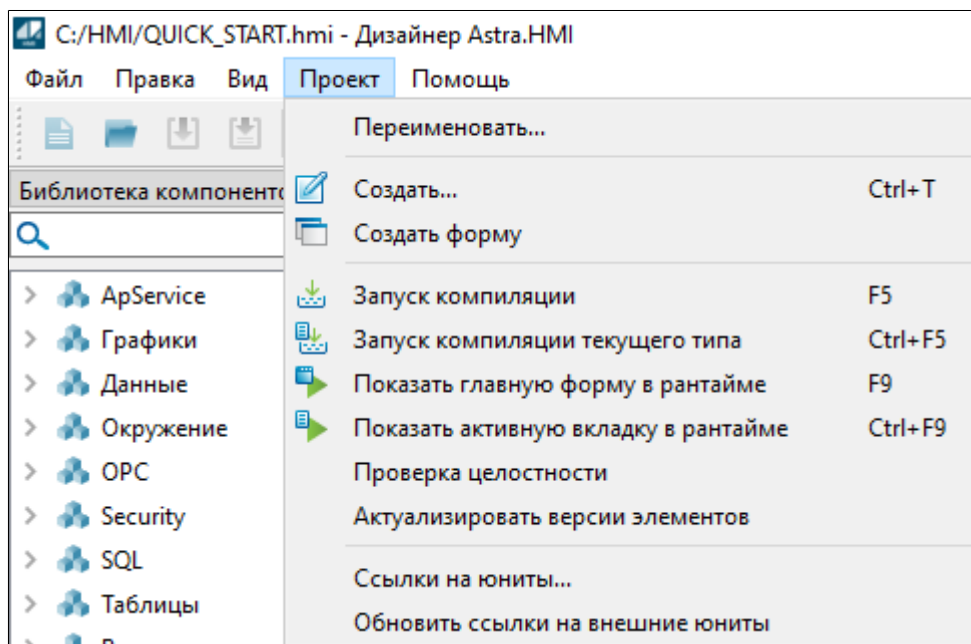 C:/HMI/QUICK_START.hmi - Дизайнер Astra.HMI
Файл Правка Вид Проект Помощь
Переименовать...
Библиотека
Создать... Ctrl+T
Создать форму
ApService
Запуск компиляции F5
Графики
Запуск компиляции текущего типа Ctrl+F5
Данные
Показать главную форму в рантайме F9
Окружение
Показать активную вкладку в рантайме Ctrl+F9
OPC
Проверка целостности
Security
Актуализировать версии элементов
SQL
Ссылки на юниты...
Таблицы
Обновить ссылки на внешние юниты